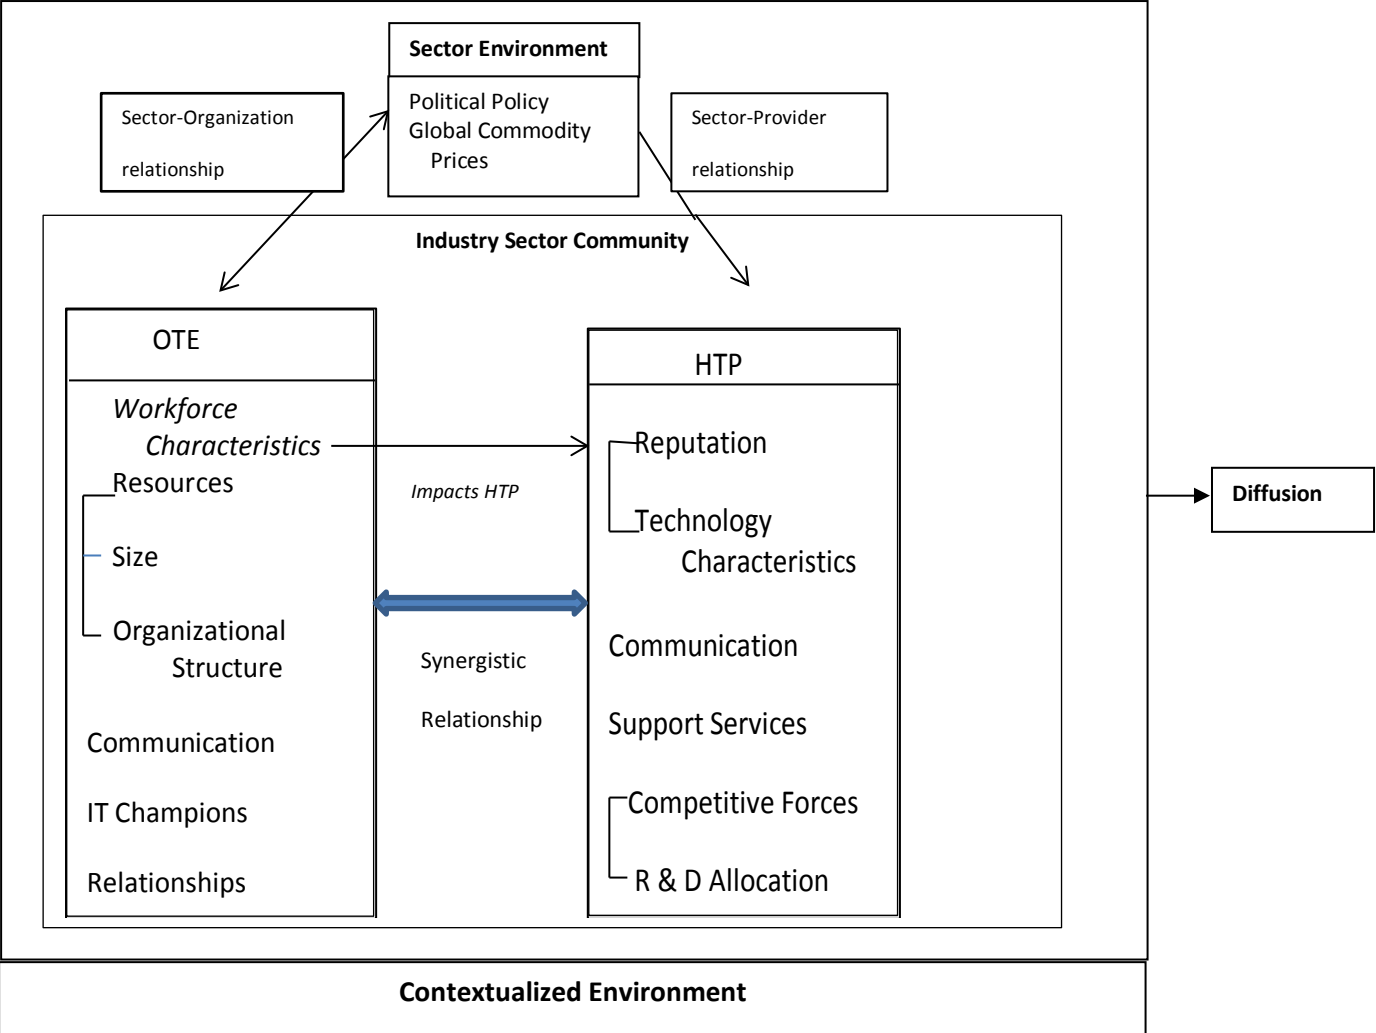 Sector Environment
Political Policy
Global Commodity
Prices
Sector-Organization
relationship
Sector-Provider
relationship
Industry Sector Community
OTE
Workforce
Characteristics
Resources
Size
Organizational
Structure
Communication
IT Champions
Relationships
Impacts HTP
Synergistic
Relationship
HTP
Reputation
Technology
Characteristics
Communication
Support Services
Competitive Forces
R & D Allocation
Diffusion
Contextualized Environment